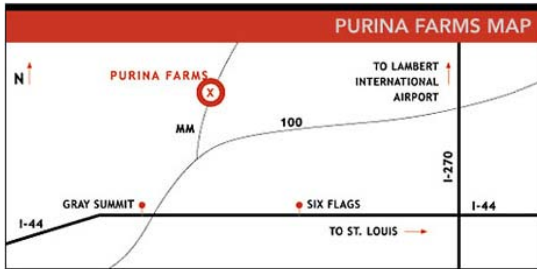 PURINA FARMS MAP
N
PURINA FARMS
X
TO LAMBERT
INTERNATIONAL
AIRPORT
MM
100
I-270
GRAY SUMMIT
SIX FLAGS
I-44
I-44
TO ST. LOUIS